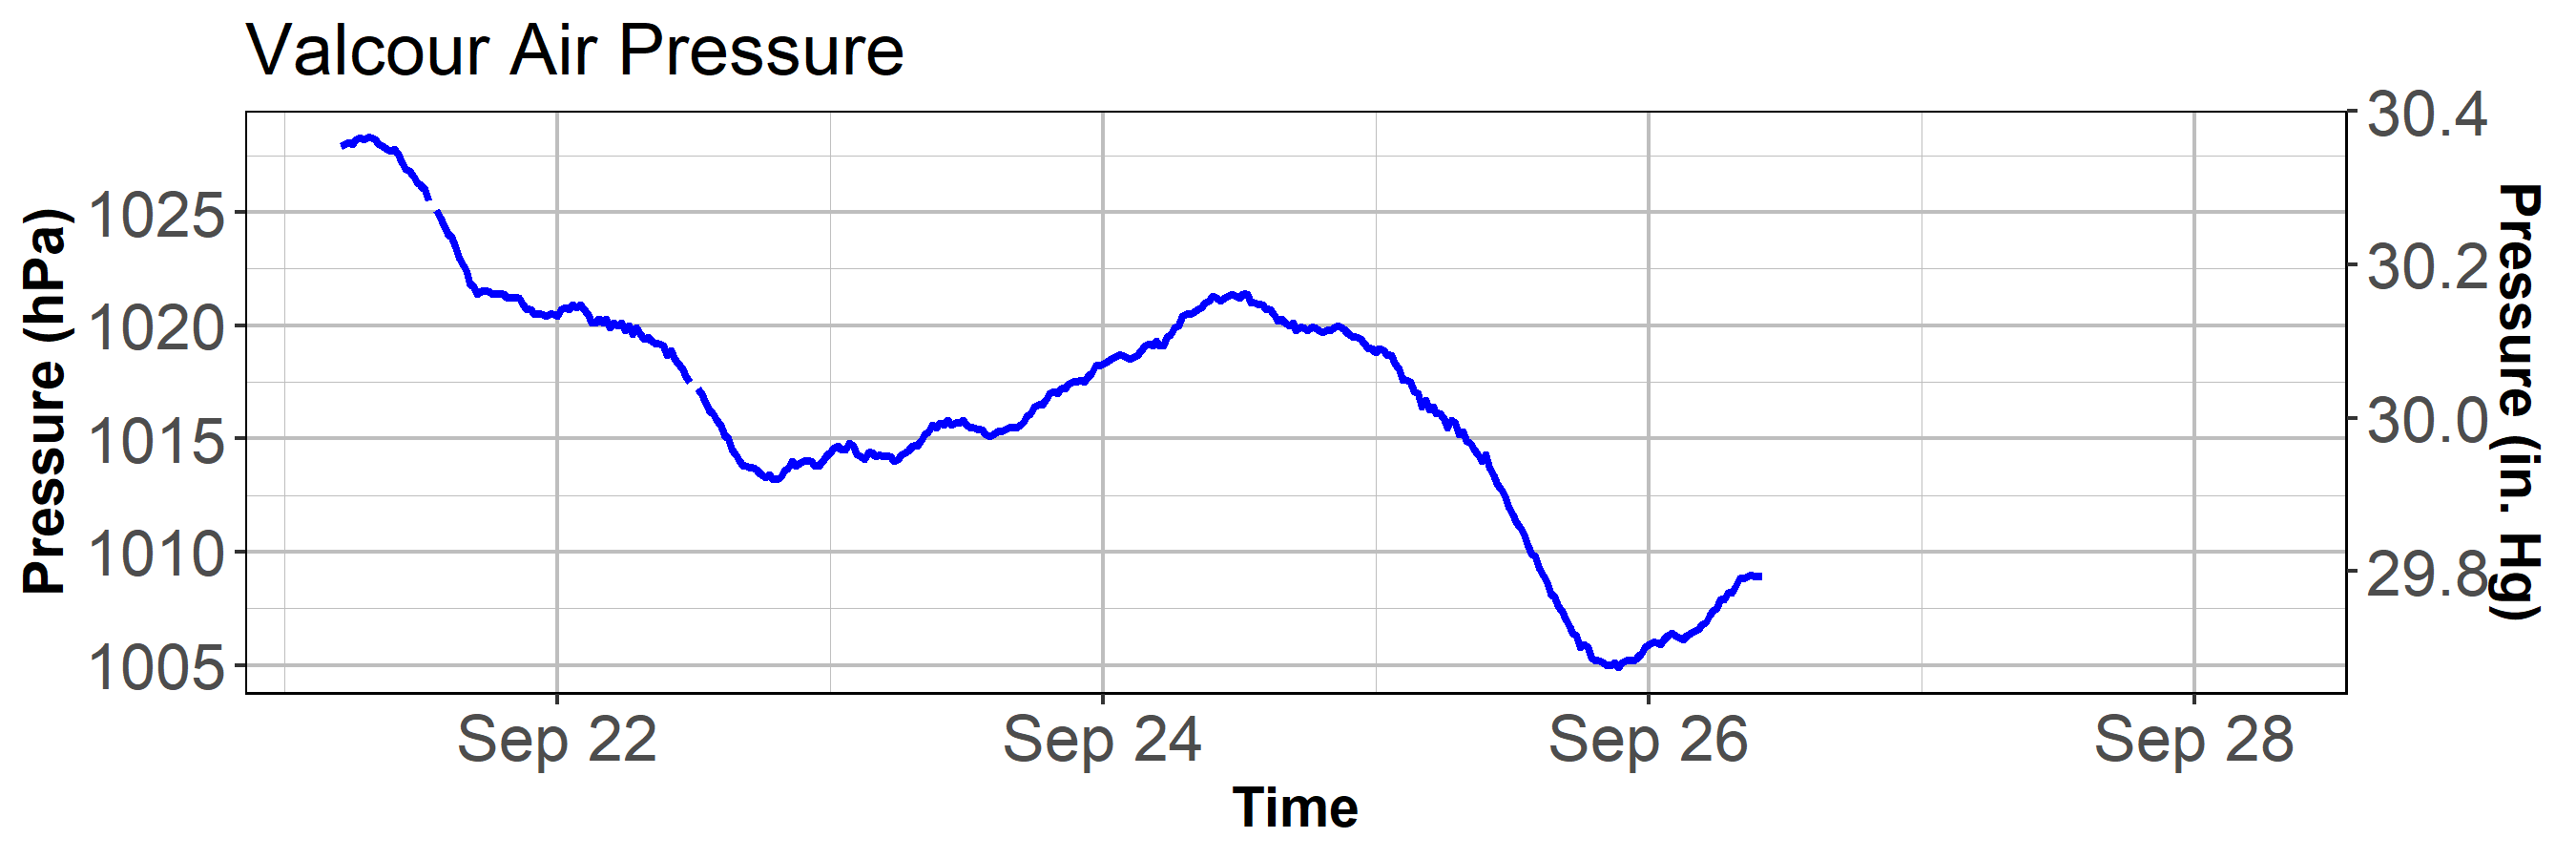 Valcour Air Pressure
Pressure (hPa)
1025
1020
1015
1010
1005
30.4
30.2
30.0
29.8
Pressure (in. Hg)
Sep 22
Sep 24
Sep 26
Sep 28
Time